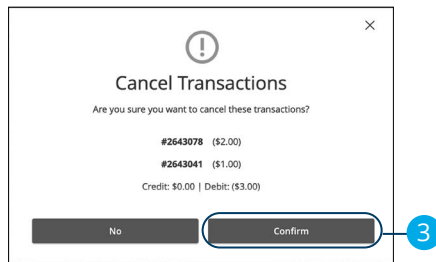 Cancel Transactions
Are you sure you want to cancel these transactions?
#2643078 ($2.00)
#2643041 ($1.00)
Credit: $0.00 | Debit: ($3.00)
No Confirm 3